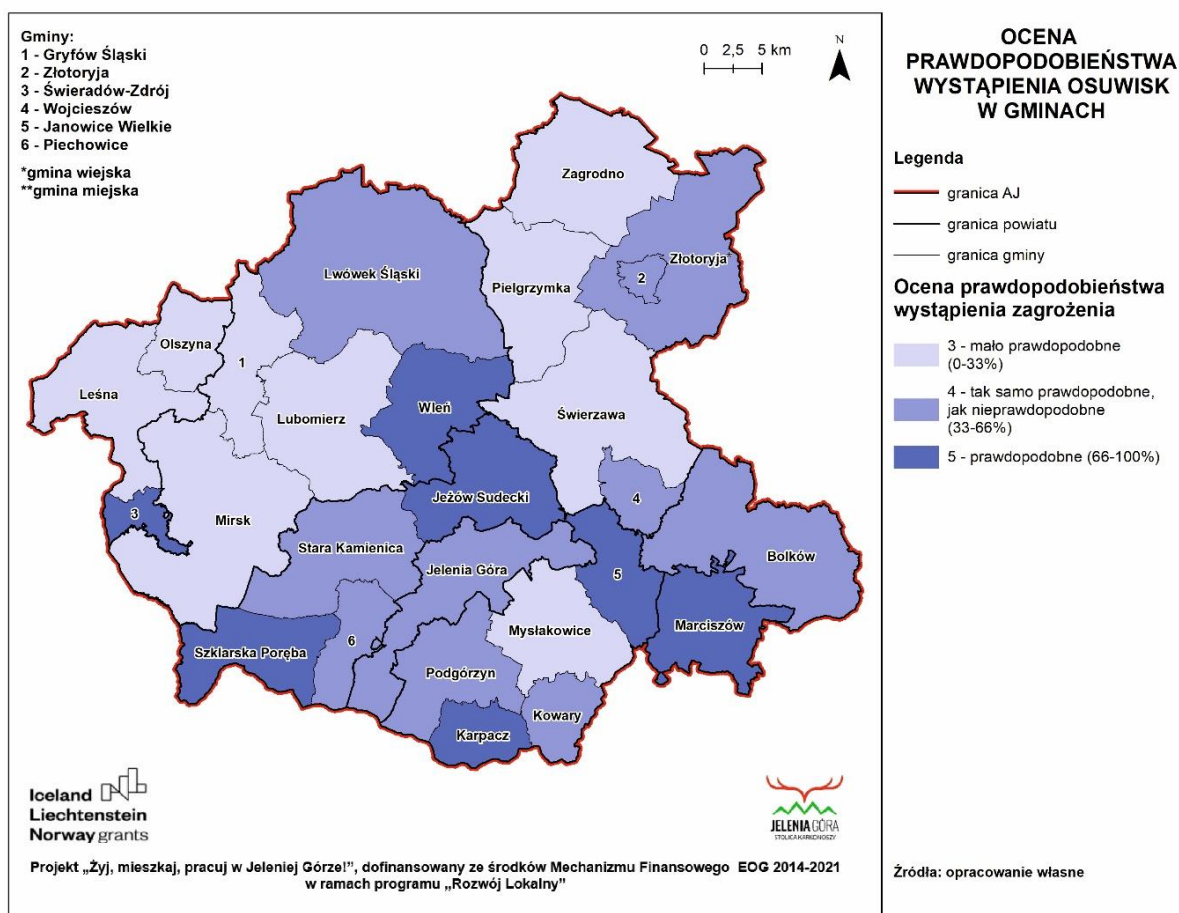 Gminy:
1 - Gryfów Śląski
2 - Złotoryja
3 - Świeradów-Zdrój
4 - Wojcieszów
5 - Janowice Wielkie
6 - Piechowice
*gmina wiejska
**gmina miejska
0 2,5 5 km
N
Zagrodno
Złotoryja*
2
Lwówek Śląski
Pielgrzymka
Olszyna
1
Leśna
Lubomierz
Wleń
Świerzawa
3
Mirsk
Jeżów Sudecki
4
Stara Kamienica
Jelenia Góra
Bolków
5
Mysłakowice
Marciszów
Szklarska Poręba
6
Podgórzyn
Kowary
Karpacz
Iceland
Liechtenstein
Norway grants
JELENIA GÓRA
STOLICA KARKONOSZY
Projekt „Żyj, mieszkaj, pracuj w Jeleniej Górze!”, dofinansowany ze środków Mechanizmu Finansowego EOG 2014-2021
w ramach programu „Rozwój Lokalny”
OCENA
PRAWDOPODOBIEŃSTWA
WYSTĄPIENIA OSUWISK
W GMINACH
Legenda
granica AJ
granica powiatu
granica gminy
Ocena prawdopodobieństwa
wystąpienia zagrożenia
3 - mało prawdopodobne
(0-33%)
4 - tak samo prawdopodobne,
jak nieprawdopodobne
(33-66%)
5 - prawdopodobne (66-100%)
Źródła: opracowanie własne